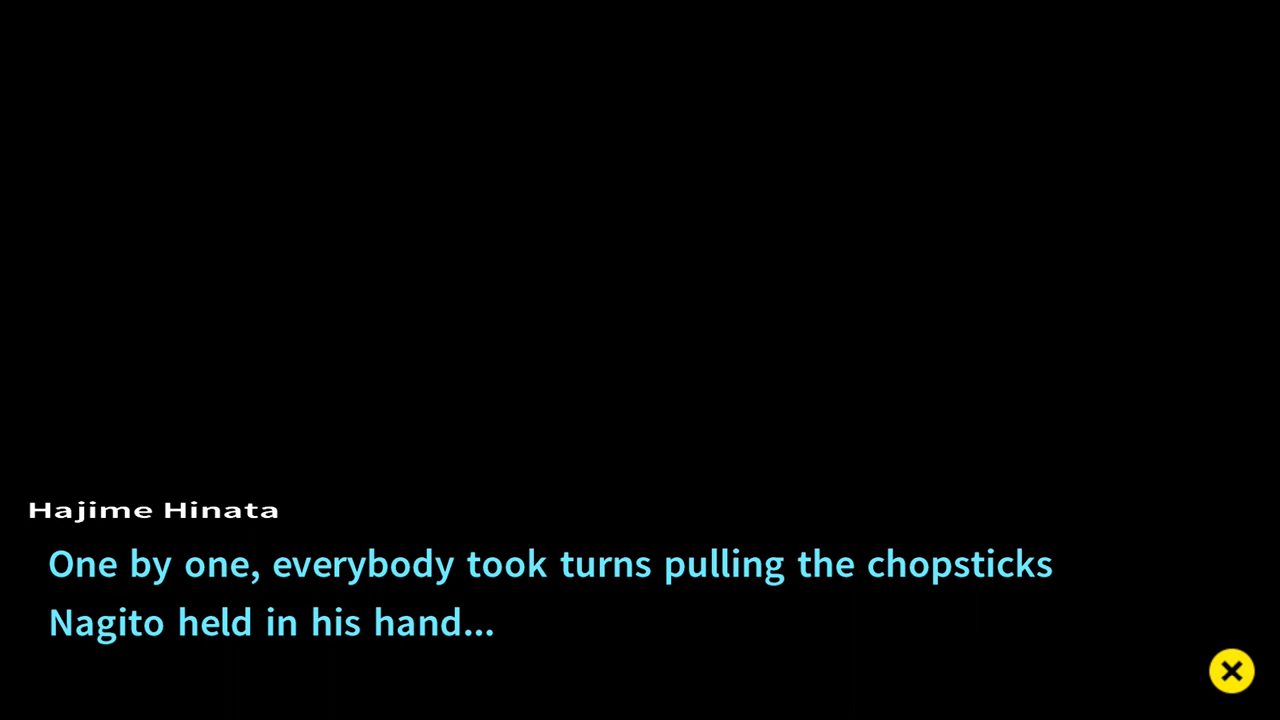 Hajime Hinata
One by one, everybody took turns pulling the chopsticks
Nagito held in his hand...